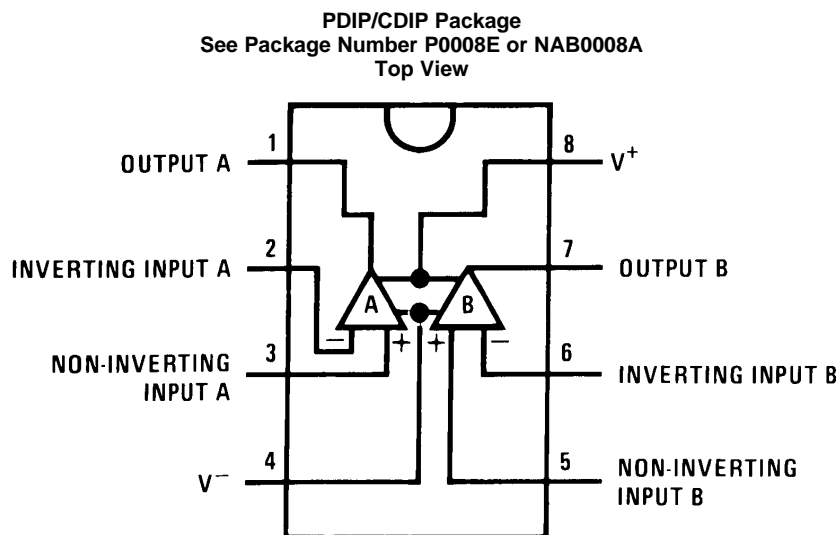 PDIP/CDIP Package
See Package Number P0008E or NAB0008A
Top View
1
OUTPUT A
8
V+
2
INVERTING INPUT A
7
OUTPUT B
A
B
− + + −
3
NON-INVERTING
INPUT A
6
INVERTING INPUT B
4
V−
5
NON-INVERTING
INPUT B